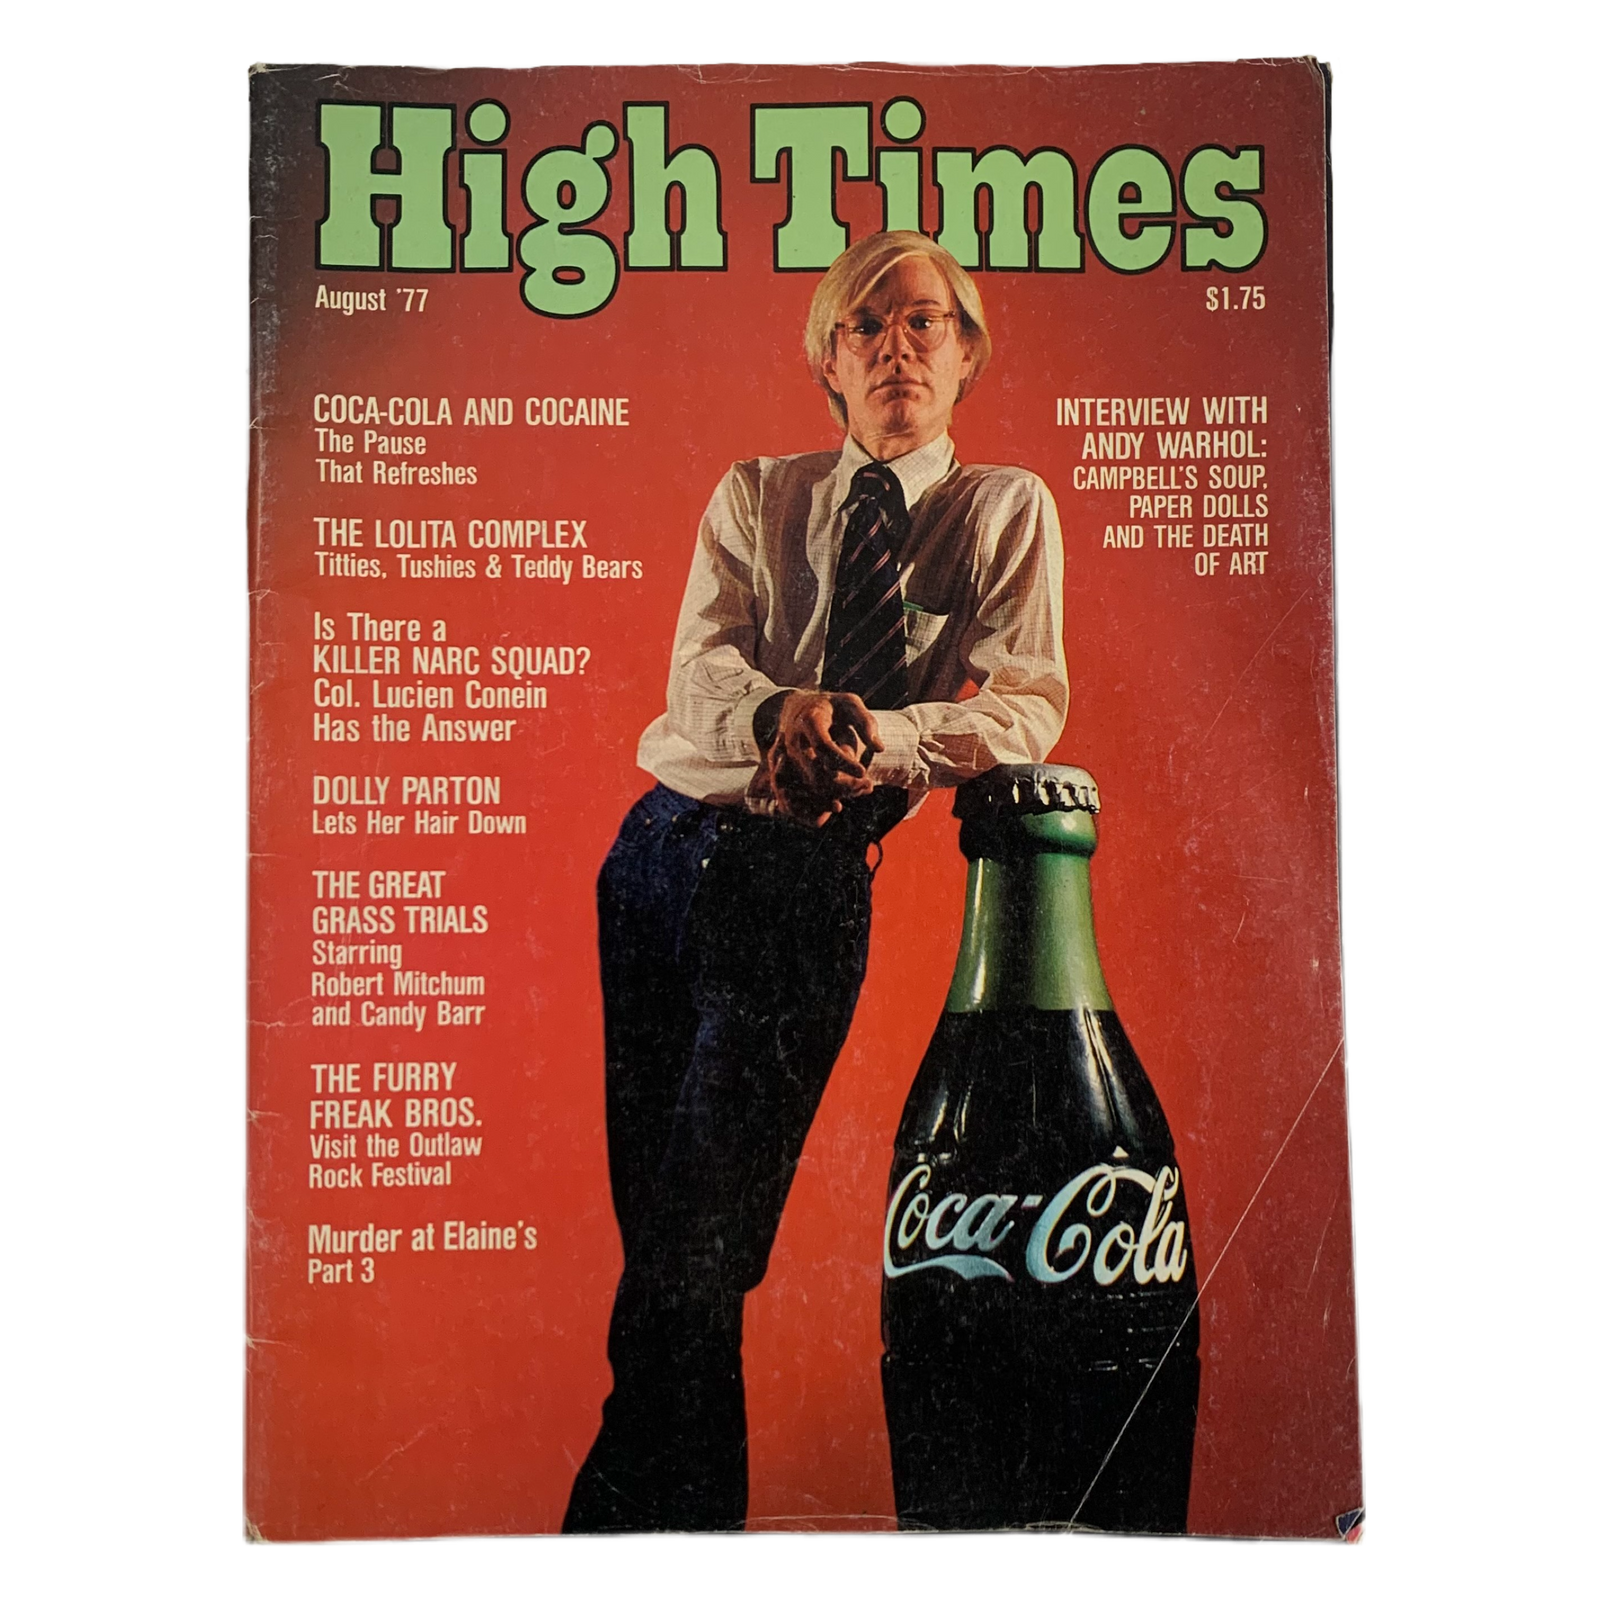 High Times
August '77
$1.75
COCA-COLA AND COCAINE
The Pause
That Refreshes
THE LOLITA COMPLEX
Titties, Tushies & Teddy Bears
Is There a
KILLER NARC SQUAD?
Col. Lucien Conein
Has the Answer
DOLLY PARTON
Lets Her Hair Down
THE GREAT
GRASS TRIALS
Starring
Robert Mitchum
and Candy Barr
THE FURRY
FREAK BROS.
Visit the Outlaw
Rock Festival
Murder at Elaine's
Part 3
INTERVIEW WITH
ANDY WARHOL:
CAMPBELL'S SOUP,
PAPER DOLLS
AND THE DEATH
OF ART
Coca-Cola